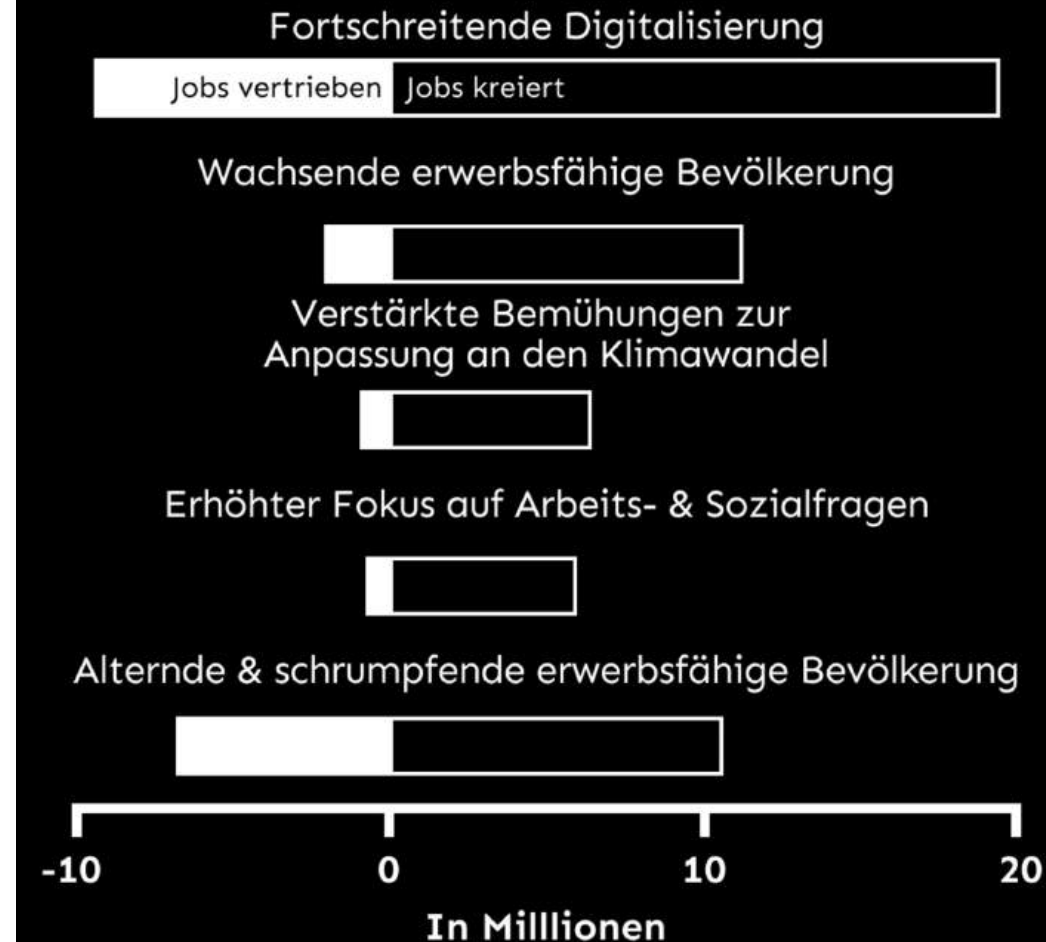 Fortschreitende Digitalisierung
Jobs vertrieben Jobs kreiert
Wachsende erwerbsfähige Bevölkerung
Verstärkte Bemühungen zur
Anpassung an den Klimawandel
Erhöhter Fokus auf Arbeits- & Sozialfragen
Alternde & schrumpfende erwerbsfähige Bevölkerung
-10 0 10 20
In Milllionen